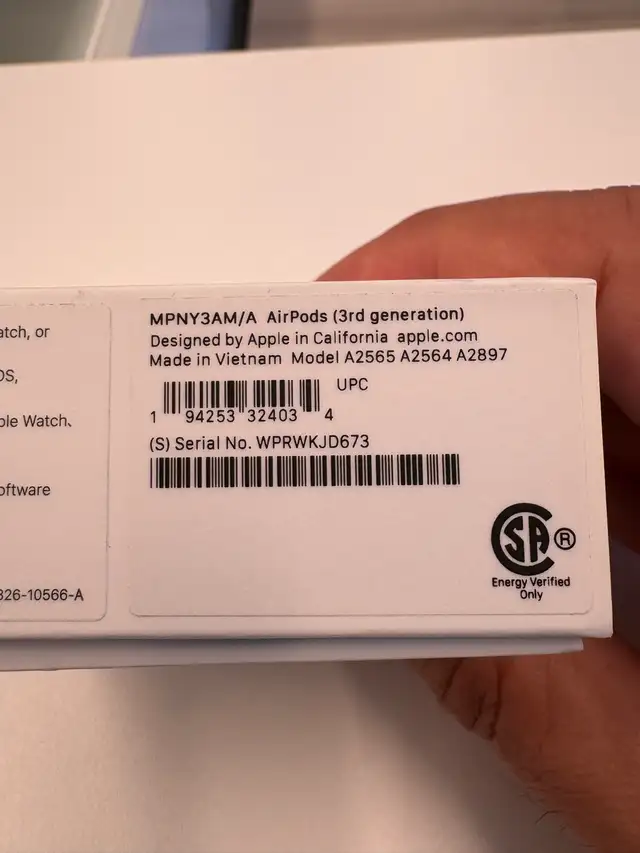 atch, or
OS,
ple Watch、
oftware
326-10566-A
MPNY3AM/A AirPods (3rd generation)
Designed by Apple in California apple.com
Made in Vietnam Model A2565 A2564 A2897
UPC
1 94253 32403 4
(S) Serial No. WPRWKJD673
SA ®
Energy Verified
Only